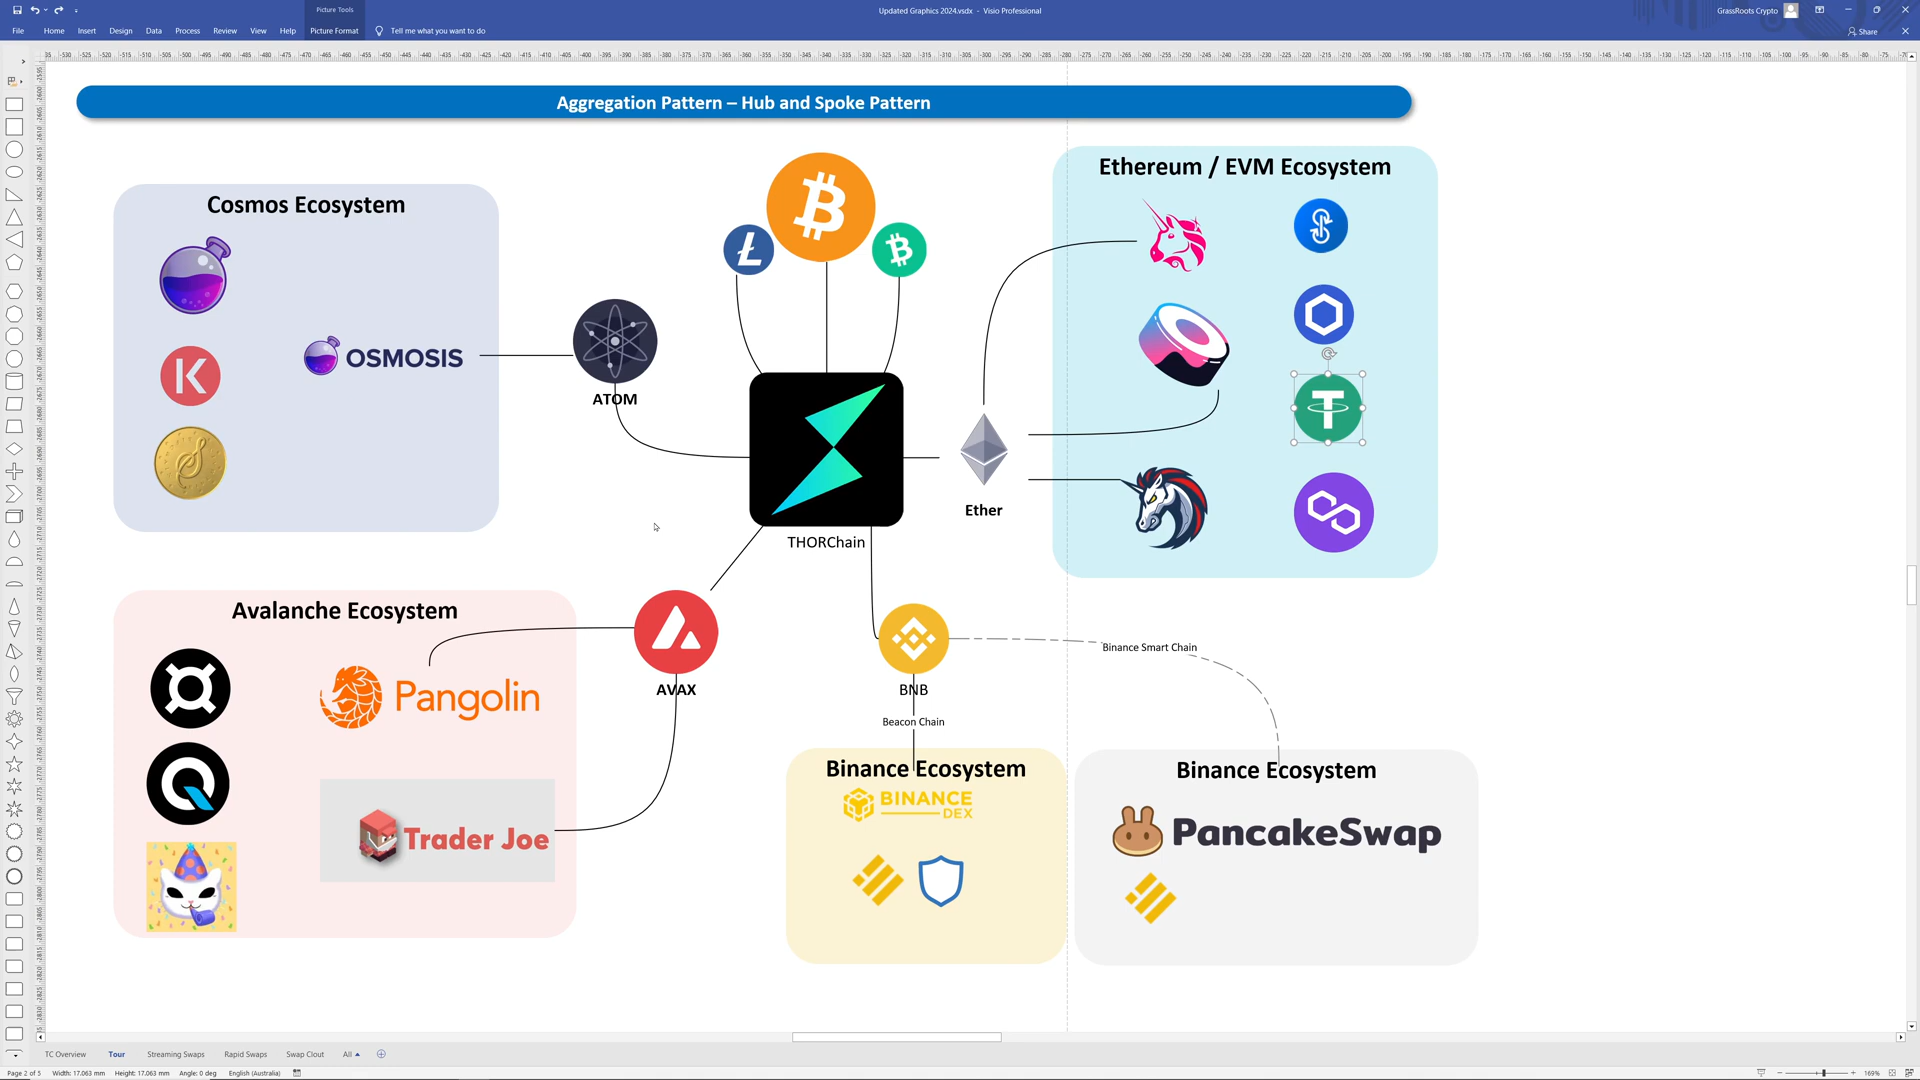 Picture Tools
Updated Graphics 2024.vsdx - Visio Professional
GrassRoots Crypto
File Home Insert Design Data Process Review View Help Picture Format Tell me what you want to do
Share
Aggregation Pattern – Hub and Spoke Pattern
Ethereum / EVM Ecosystem
Cosmos Ecosystem
OSMOSIS
ATOM
Ether
THORChain
Avalanche Ecosystem
Pangolin
AVAX
BNB
Binance Smart Chain
Beacon Chain
Binance Ecosystem
BINANCE
DEX
Binance Ecosystem
PancakeSwap
Trader Joe
TC Overview Tour Streaming Swaps Rapid Swaps Swap Clout All
Page 2 of 5 Width: 17.063 mm Height: 17.063 mm Angle: 0 deg English (Australia)
169%